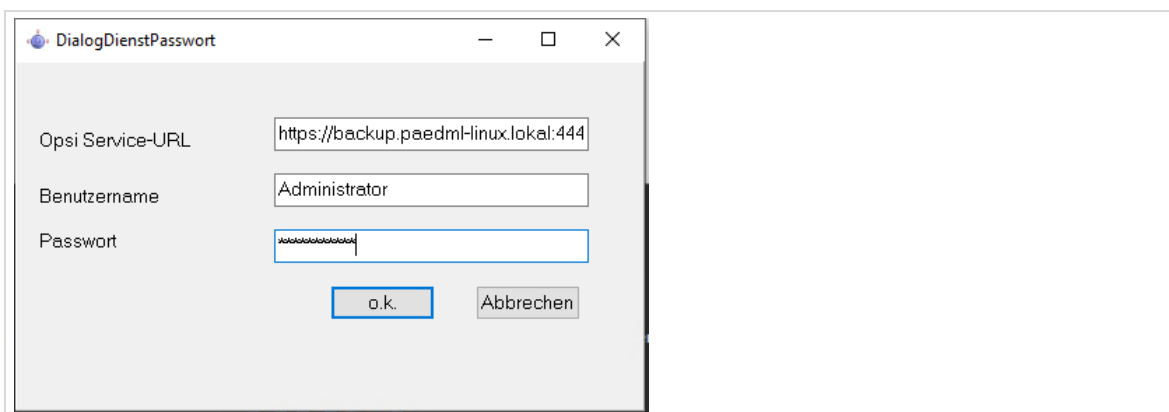 DialogDienstPasswort
Opsi Service-URL https://backup.paedml-linux.lokal:444
Benutzername Administrator
Passwort ************
o.k. Abbrechen